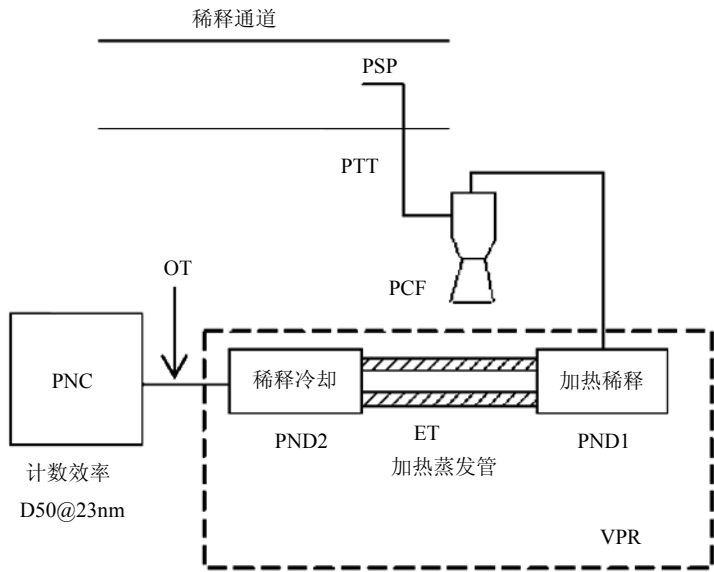 稀释通道
PSP
PTT
PCF
OT
PNC
稀释冷却
加热稀释
PND2
ET
PND1
加热蒸发管
计数效率
D50@23nm
VPR